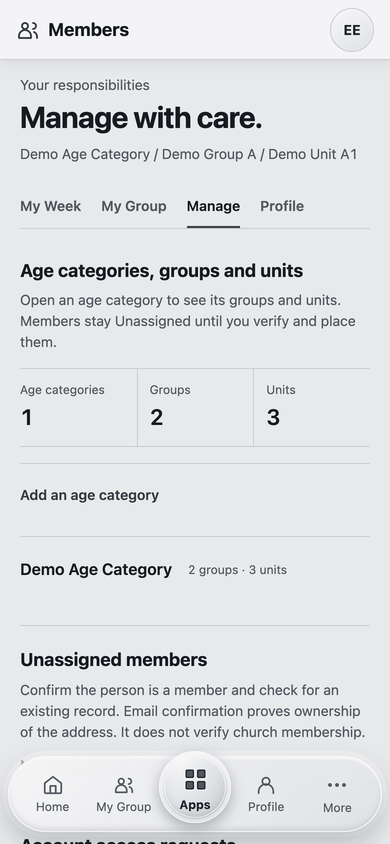 Members
EE
Your responsibilities
Manage with care.
Demo Age Category / Demo Group A / Demo Unit A1
My Week
My Group
Manage
Profile
Age categories, groups and units
Open an age category to see its groups and units.
Members stay Unassigned until you verify and place
them.
Age categories
Groups
Units
1
2
3
Add an age category
Demo Age Category
2 groups · 3 units
Unassigned members
Confirm the person is a member and check for an
existing record. Email confirmation proves ownership
of the address. It does not verify church membership.
Home
My Group
Apps
Profile
More
Account access requests